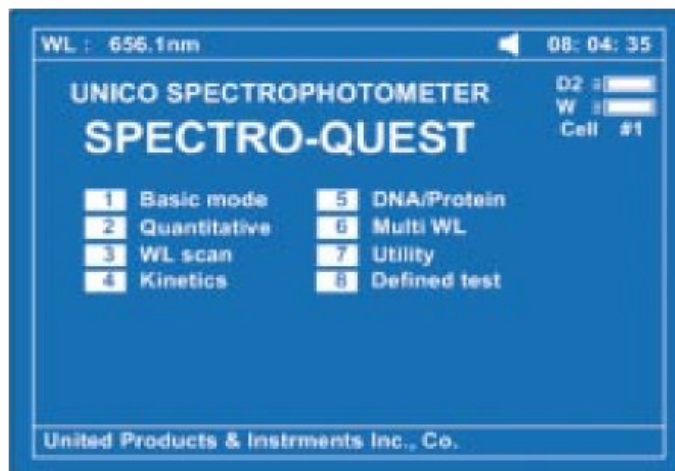 WL : 656.1nm 08: 04: 35
UNICO SPECTROPHOTOMETER
SPECTRO-QUEST
D2
W
Cell #1
1 Basic mode 5 DNA/Protein
2 Quantitative 6 Multi WL
3 WL scan 7 Utility
4 Kinetics 8 Defined test
United Products & Instrments Inc., Co.